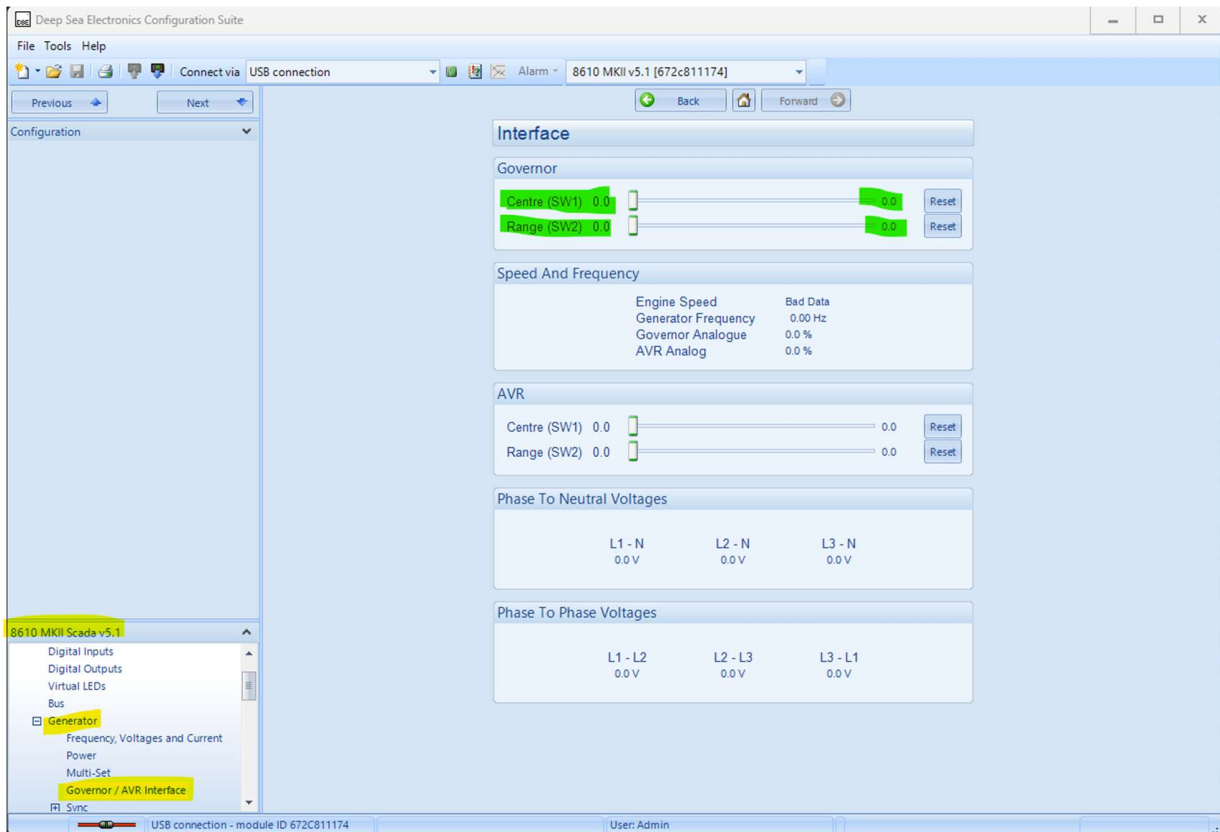 DSE Deep Sea Electronics Configuration Suite
File Tools Help
Connect via USB connection Alarm 8610 MKII v5.1 [672c811174]
Previous Next Back Forward
Configuration
Interface
Governor
Centre (SW1) 0.0 0.0 Reset
Range (SW2) 0.0 0.0 Reset
Speed And Frequency
Engine Speed Bad Data
Generator Frequency 0.00 Hz
Governor Analogue 0.0 %
AVR Analog 0.0 %
AVR
Centre (SW1) 0.0 0.0 Reset
Range (SW2) 0.0 0.0 Reset
Phase To Neutral Voltages
L1 - N L2 - N L3 - N
0.0 V 0.0 V 0.0 V
Phase To Phase Voltages
L1 - L2 L2 - L3 L3 - L1
0.0 V 0.0 V 0.0 V
8610 MKII Scada v5.1
Digital Inputs
Digital Outputs
Virtual LEDs
Bus
Generator
Frequency, Voltages and Current
Power
Multi-Set
Governor / AVR Interface
Sync
USB connection - module ID 672C811174 User: Admin